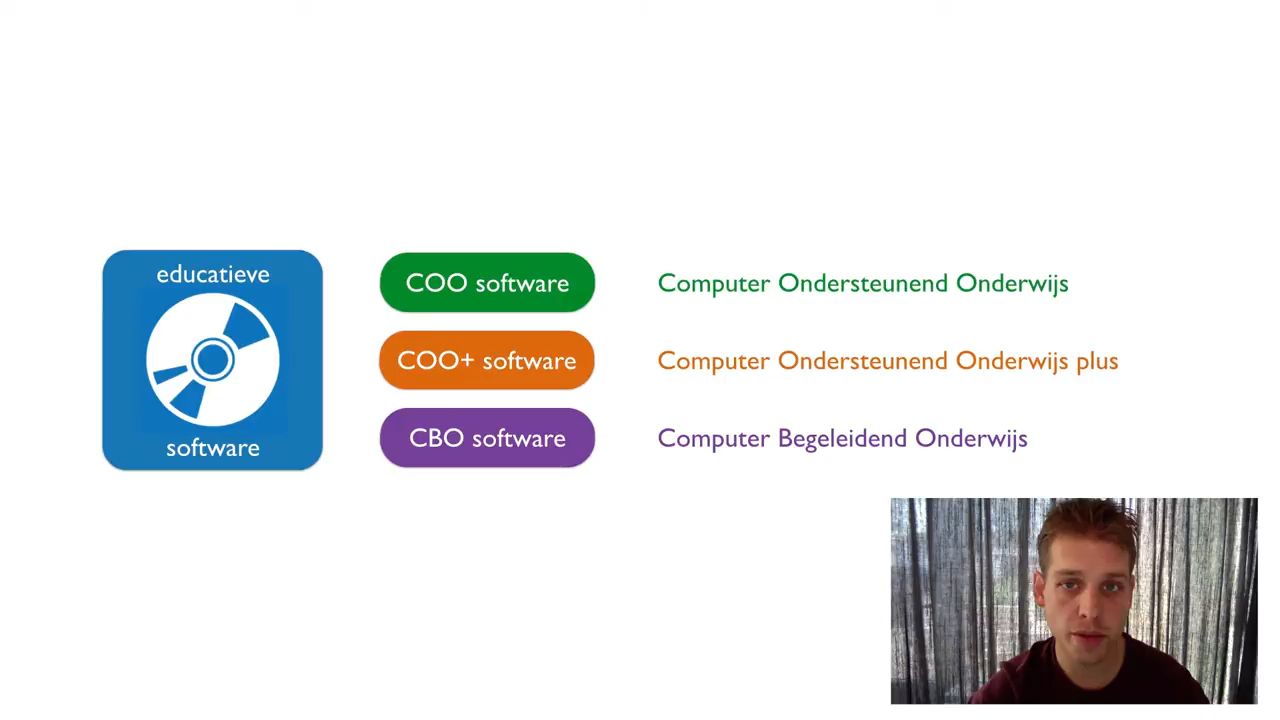 educatieve
software
COO software
Computer Ondersteunend Onderwijs
COO+ software
Computer Ondersteunend Onderwijs plus
CBO software
Computer Begeleidend Onderwijs